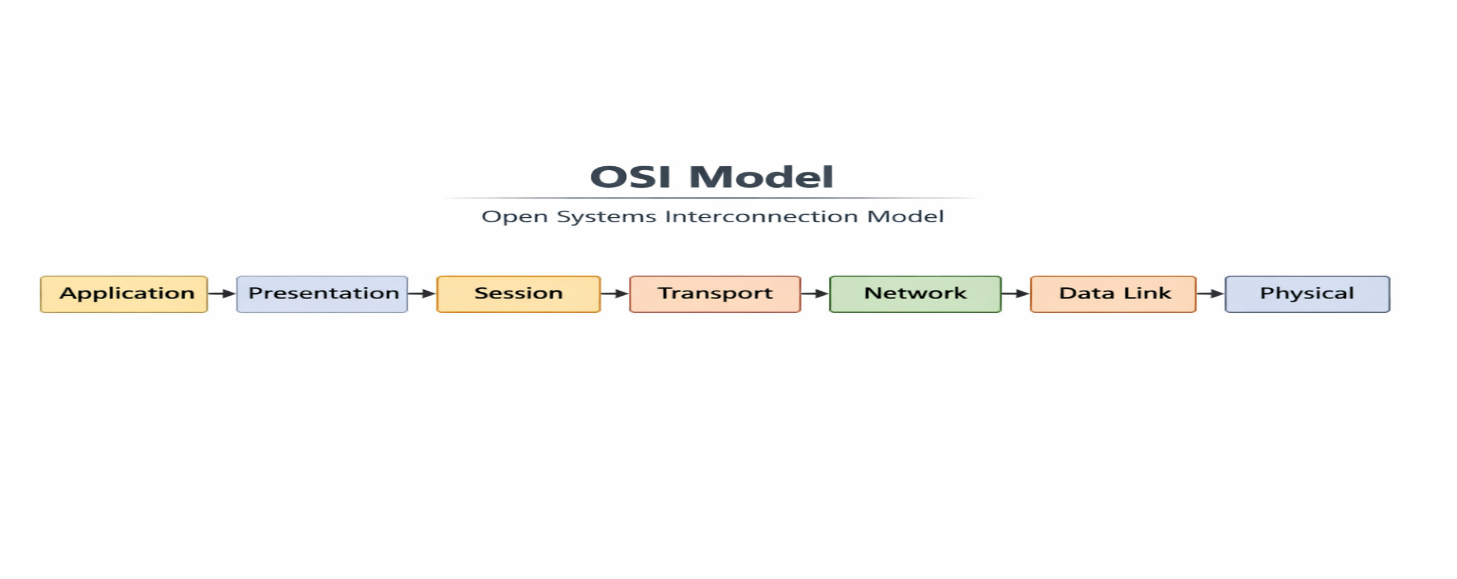 OSI Model
Open Systems Interconnection Model
Application Presentation Session Transport Network Data Link Physical